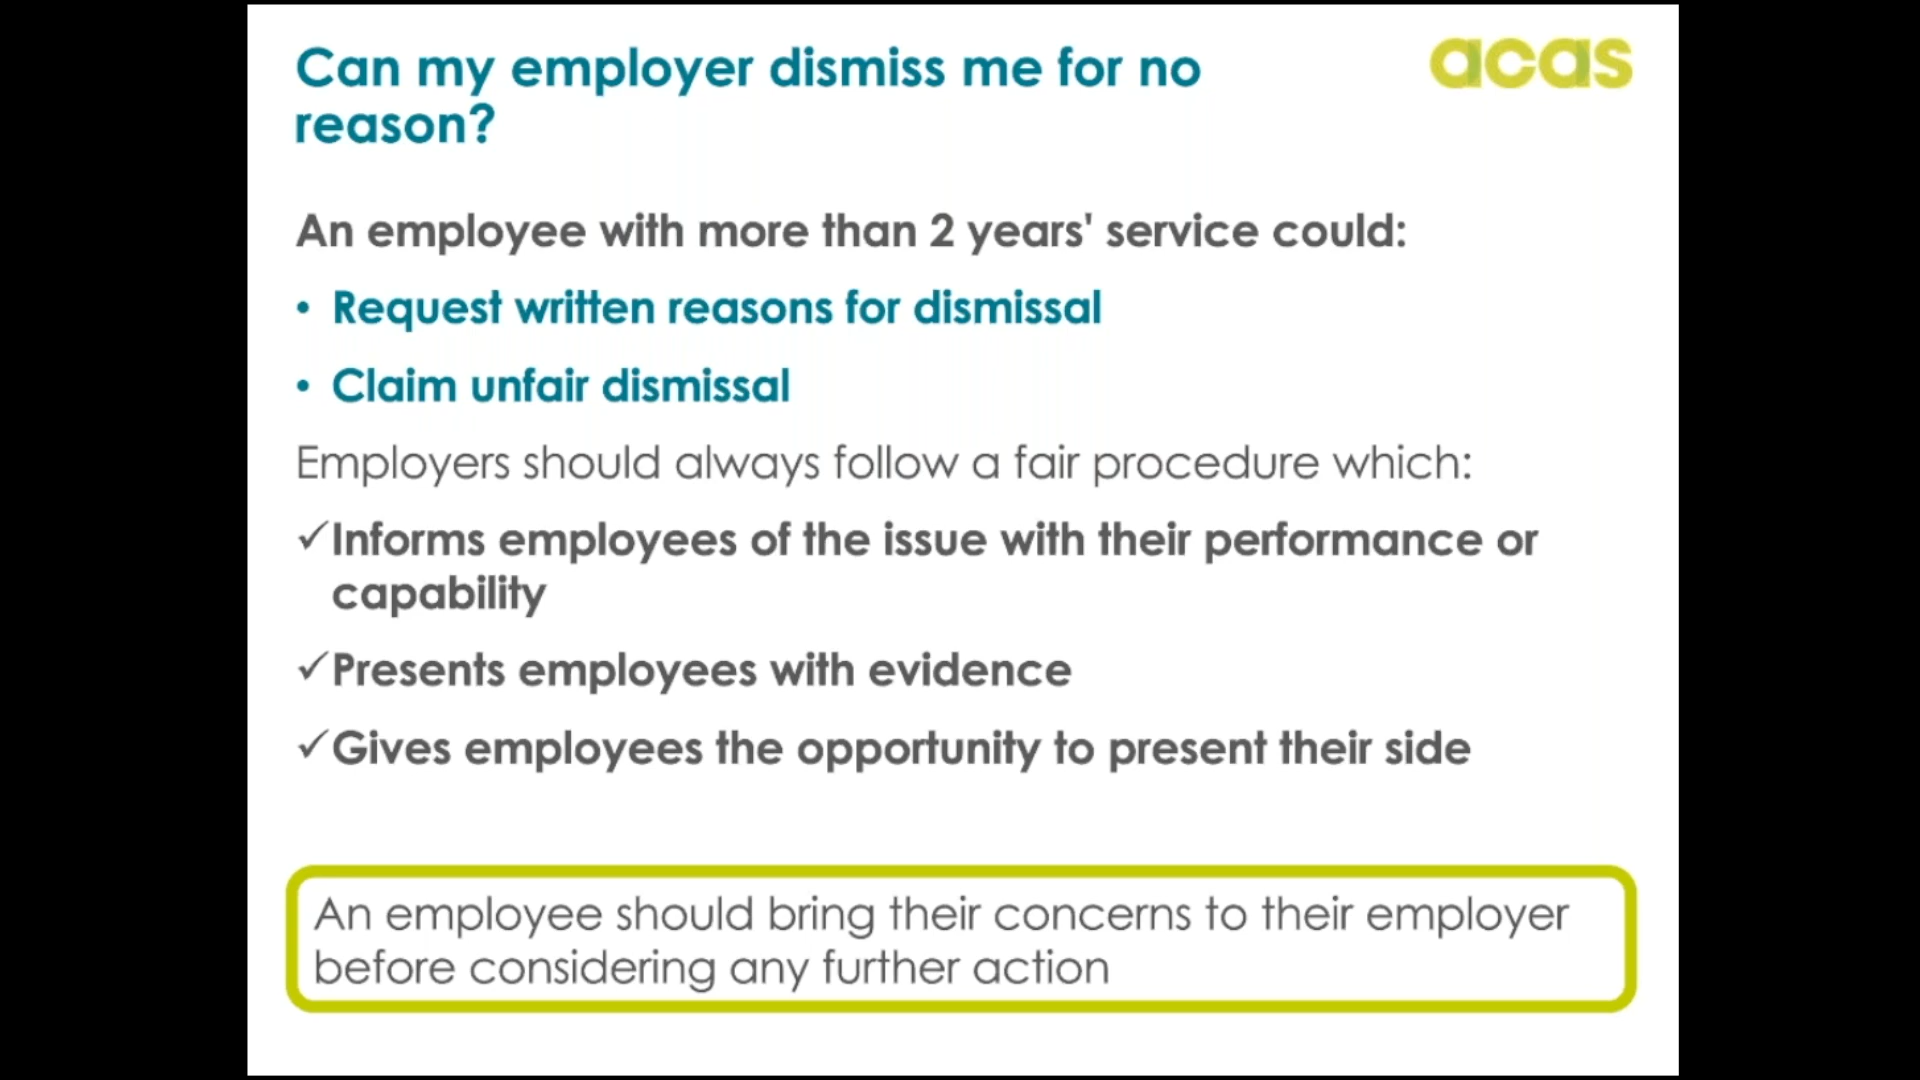 Can my employer dismiss me for no
reason?
acas
An employee with more than 2 years' service could:
• Request written reasons for dismissal
• Claim unfair dismissal
Employers should always follow a fair procedure which:
✓Informs employees of the issue with their performance or
capability
✓Presents employees with evidence
✓Gives employees the opportunity to present their side
An employee should bring their concerns to their employer
before considering any further action